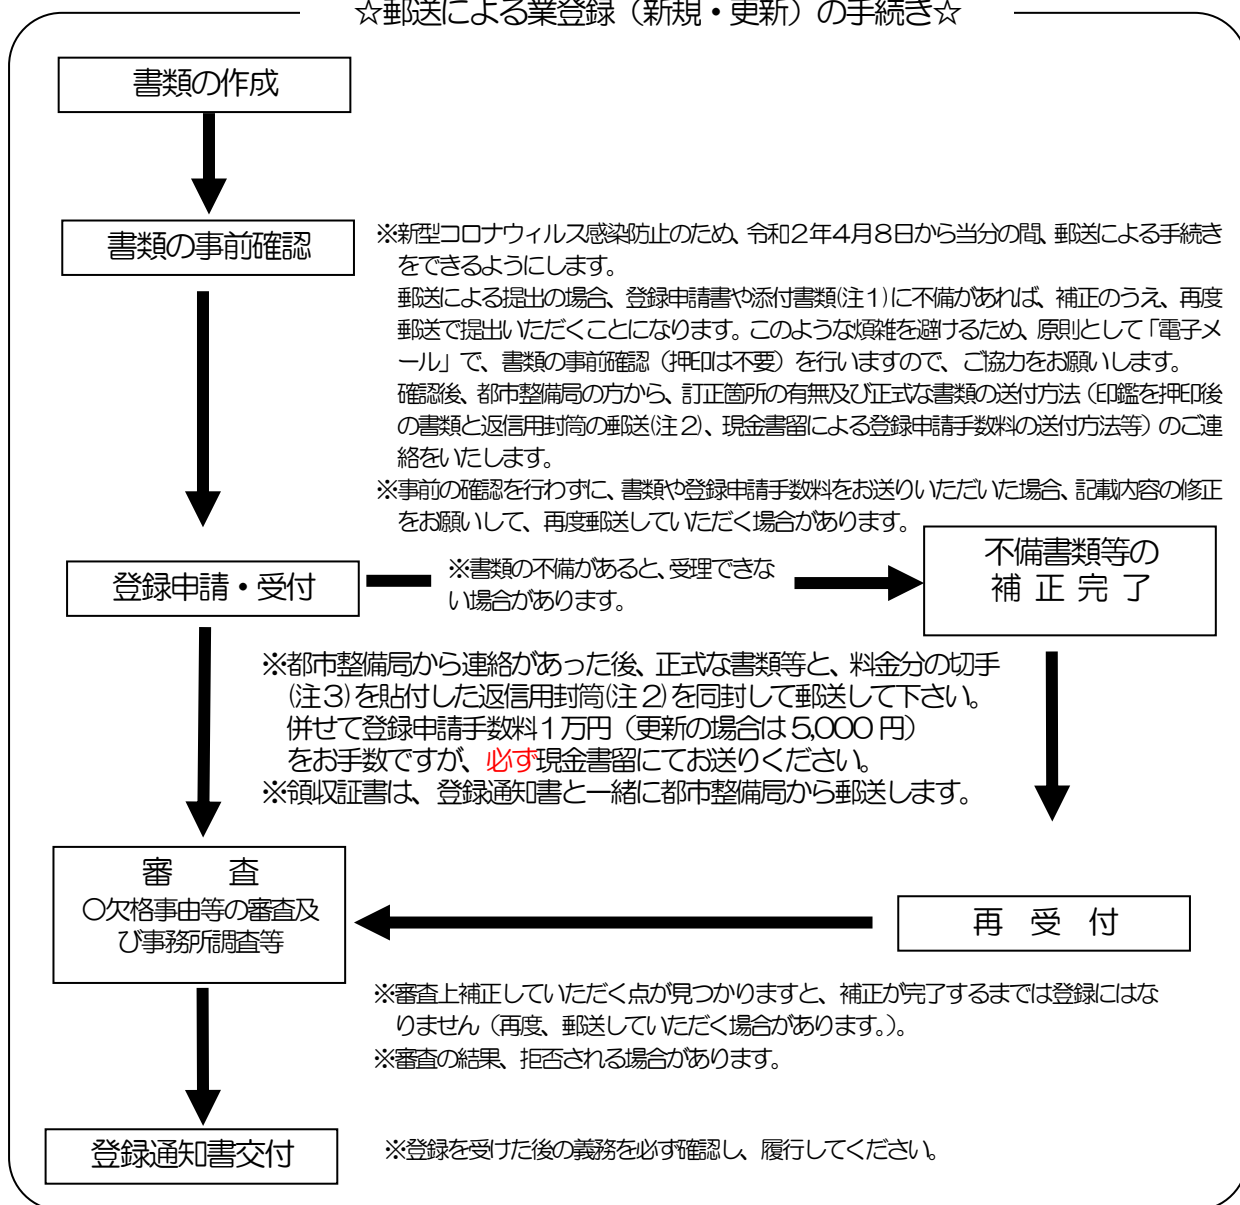 ☆郵送による業登録（新規・更新）の手続き☆
書類の作成
書類の事前確認
※新型コロナウィルス感染防止のため、令和２年４月８日から当分の間、郵送による手続き
をできるようにします。
郵送による提出の場合、登録申請書や添付書類(注１)に不備があれば、補正のうえ、再度
郵送で提出いただくことになります。このような煩雑を避けるため、原則として「電子メ
ール」で、書類の事前確認（押印は不要）を行いますので、ご協力をお願いします。
確認後、都市整備局の方から、訂正箇所の有無及び正式な書類の送付方法（印鑑を押印後
の書類と返信用封筒の郵送(注２)、現金書留による登録申請手数料の送付方法等）のご連
絡をいたします。
※事前の確認を行わずに、書類や登録申請手数料をお送りいただいた場合、記載内容の修正
をお願いして、再度郵送していただく場合があります。
登録申請・受付
※書類の不備があると、受理できな
い場合があります。
不備書類等の
補 正 完 了
※都市整備局から連絡があった後、正式な書類等と、料金分の切手
(注３)を貼付した返信用封筒(注２)を同封して郵送して下さい。
併せて登録申請手数料１万円（更新の場合は5,000 円）
をお手数ですが、必ず現金書留にてお送りください。
※領収証書は、登録通知書と一緒に都市整備局から郵送します。
審　　査
〇欠格事由等の審査及
び事務所調査等
再　受　付
※審査上補正していただく点が見つかりますと、補正が完了するまでは登録にはな
りません（再度、郵送していただく場合があります。）。
※審査の結果、拒否される場合があります。
登録通知書交付
※登録を受けた後の義務を必ず確認し、履行してください。